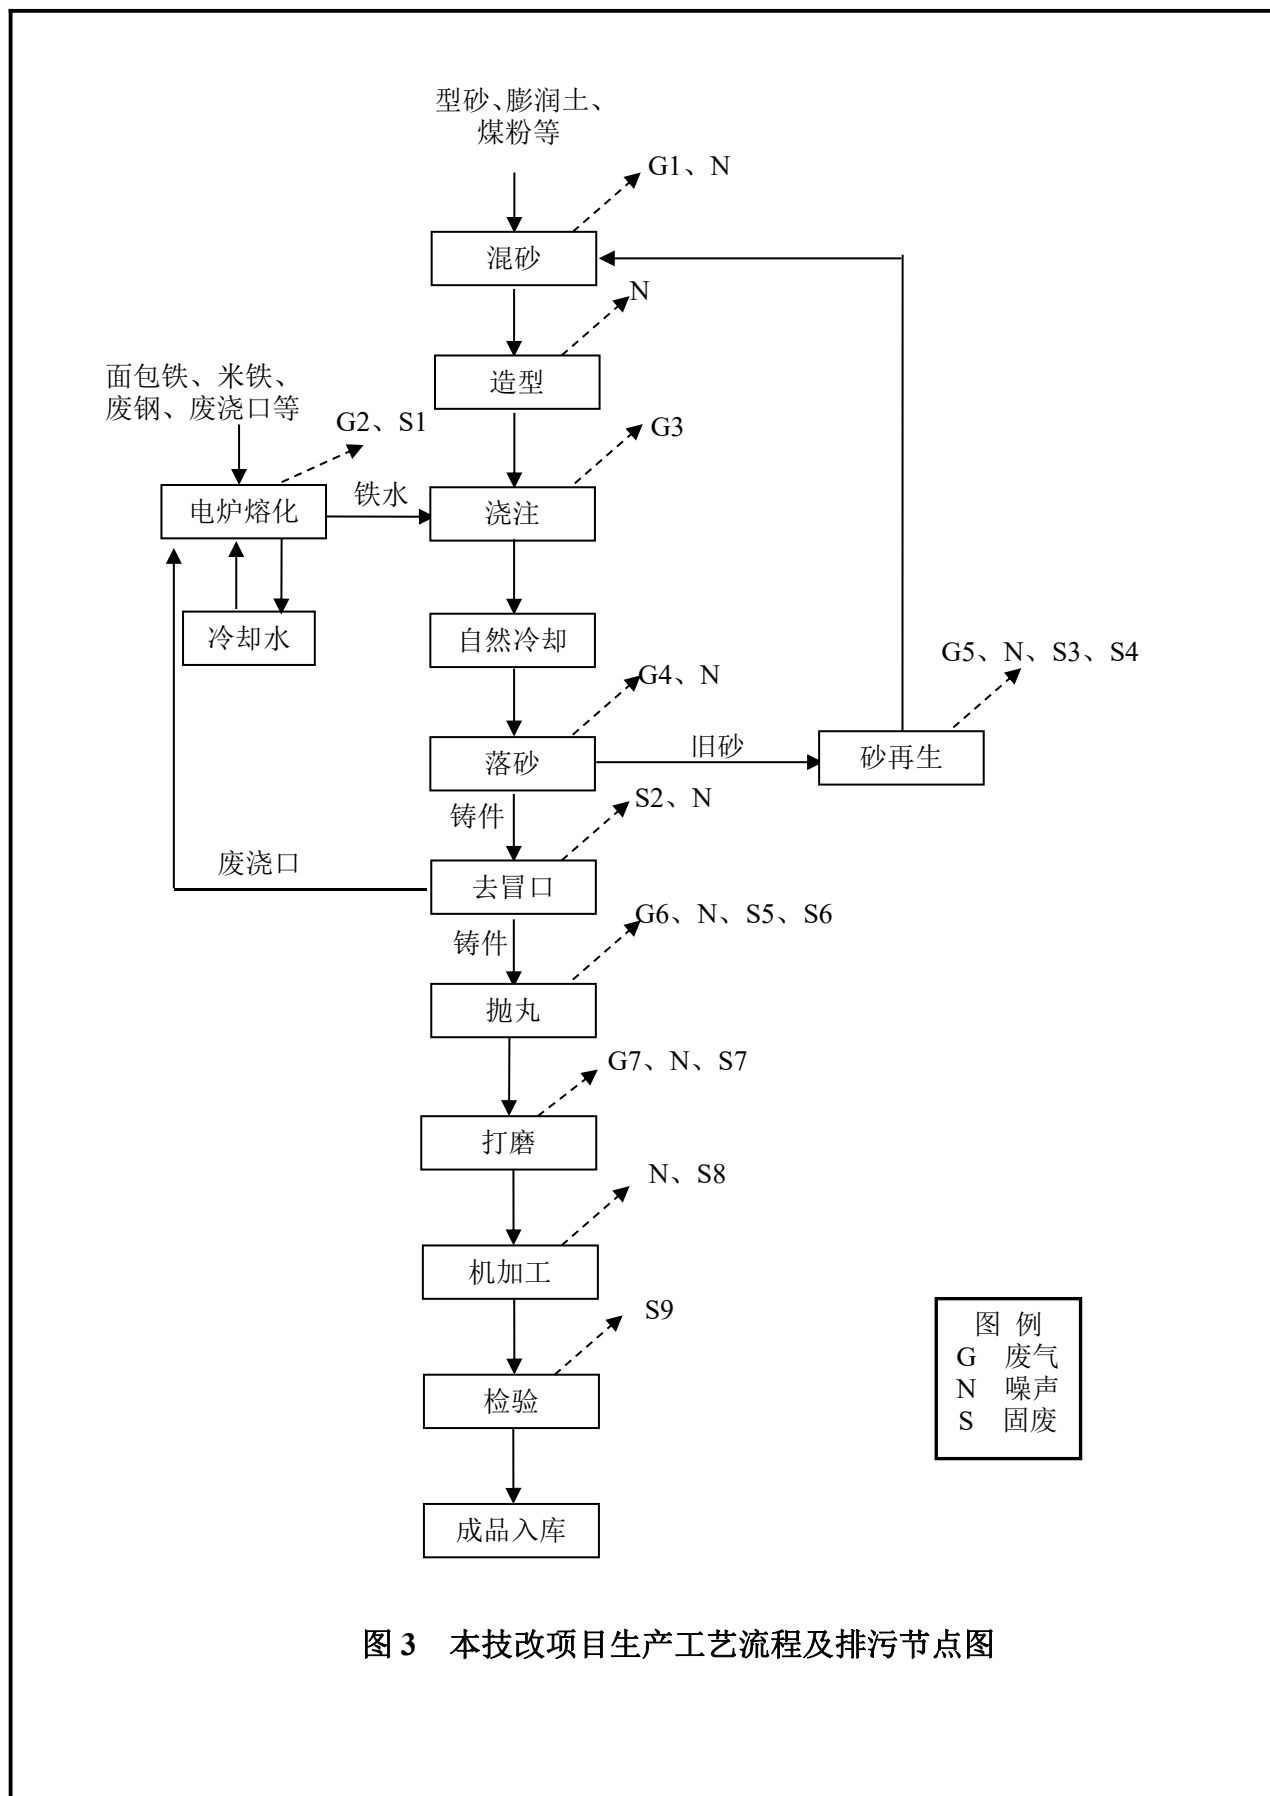 型砂、膨润土、
煤粉等
G1、N
混砂
N
造型
面包铁、米铁、
废钢、废浇口等
G2、S1
G3
电炉熔化
铁水
浇注
冷却水
自然冷却
G5、N、S3、S4
G4、N
落砂
旧砂
砂再生
铸件
S2、N
废浇口
去冒口
铸件
G6、N、S5、S6
抛丸
G7、N、S7
打磨
N、S8
机加工
S9
检验
成品入库
图 例
G 废气
N 噪声
S 固废
图 3 本技改项目生产工艺流程及排污节点图